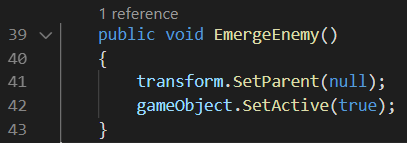 1 reference
39 public void EmergeEnemy()
40 {
41 transform.SetParent(null);
42 gameObject.SetActive(true);
43 }